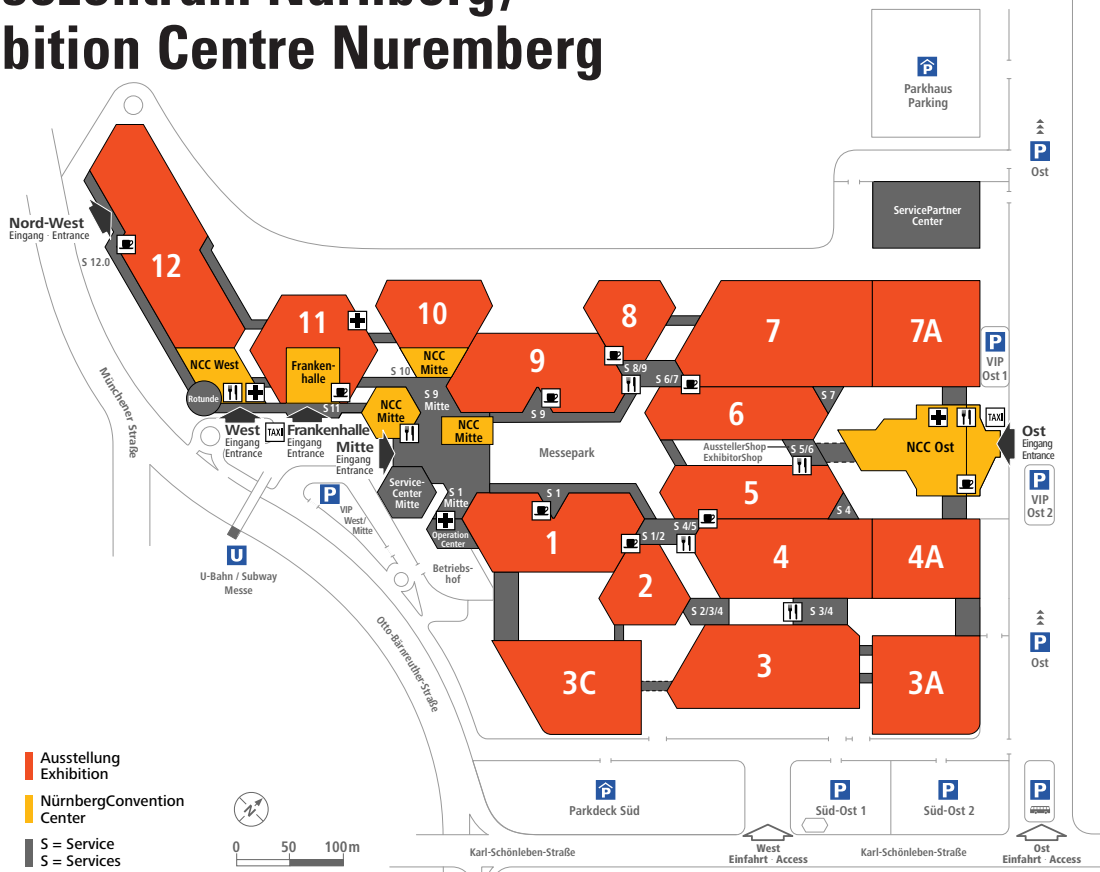 bition Centre Nuremberg
P
Parkhaus
Parking
P
Ost
ServicePartner
Center
Nord-West
Eingang · Entrance
S 12.0
12
11
10
9
8
7
7A
P
VIP
Ost 1
NCC West
Franken-
halle
S 10
NCC
Mitte
S 8/9
S 6/7
Rotunde
S11
NCC
Mitte
S 9
Mitte
S 9
NCC
Mitte
6
S 7
TAXI
Münchener Straße
West
Eingang
Entrance
TAXI
Frankenhalle
Eingang
Entrance
Mitte
Eingang
Entrance
Messepark
AusstellerShop
ExhibitorShop
S 5/6
NCC Ost
Ost
Eingang
Entrance
Service-
Center
Mitte
S 1
Mitte
S 1
5
S 4
P
VIP
Ost 2
P
VIP
West/
Mitte
Operation
Center
1
S 1/2
S 4/5
4
4A
U
U-Bahn / Subway
Messe
Betriebs-
hof
2
S 2/3/4
S 3/4
P
Ost
Otto-Bärnreuther-Straße
3C
3
3A
Ausstellung
Exhibition
NürnbergConvention
Center
S = Service
S = Services
N
0 50 100 m
P
Parkdeck Süd
P
Süd-Ost 1
P
Süd-Ost 2
P
Karl-Schönleben-Straße
West
Einfahrt · Access
Karl-Schönleben-Straße
Ost
Einfahrt · Access